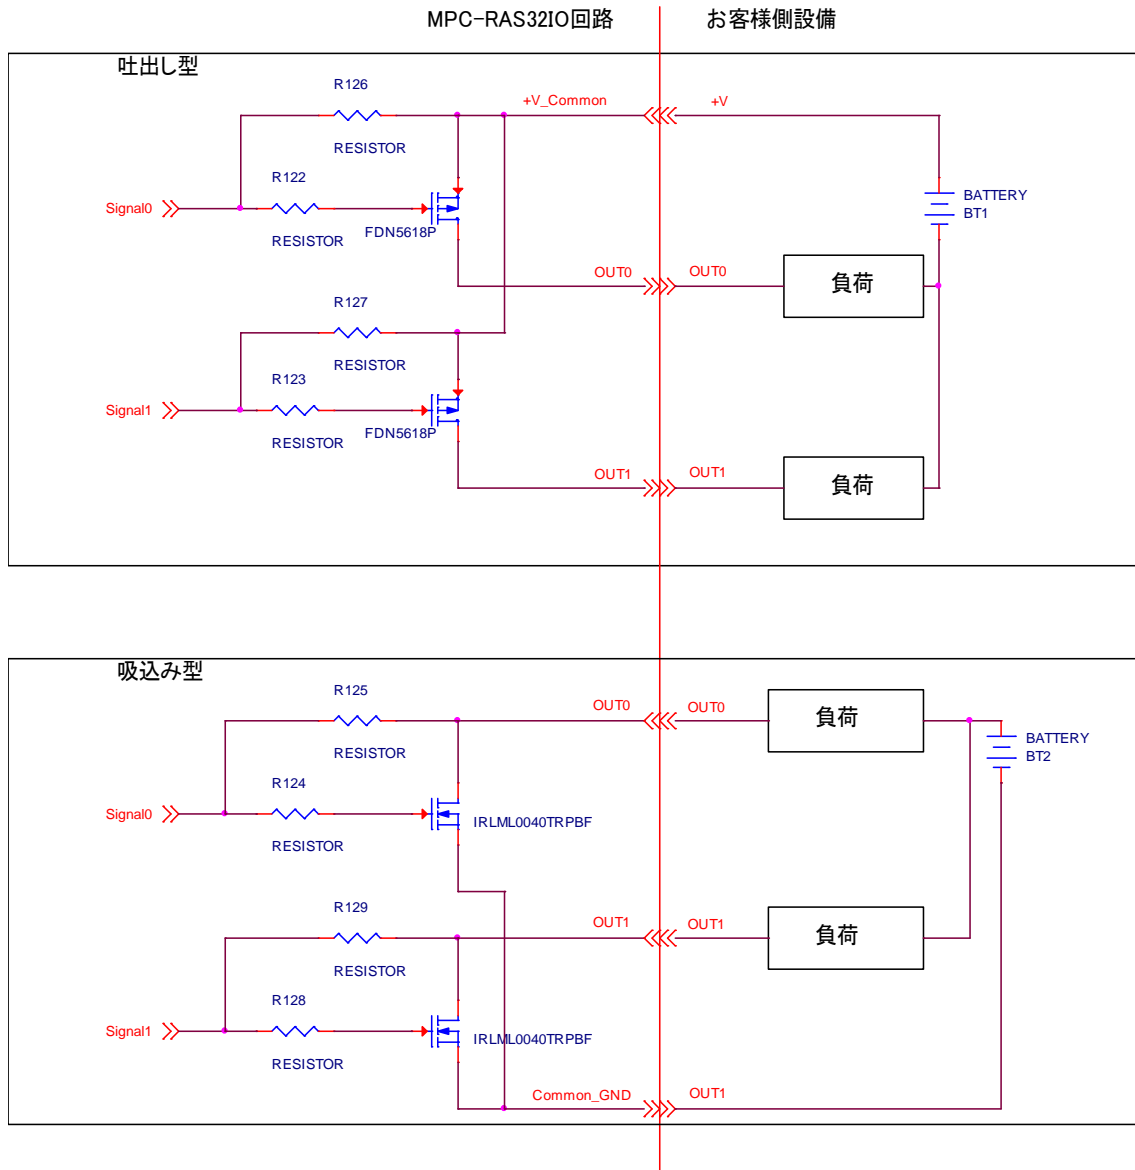 MPC-RAS32IO回路
お客様側設備
吐出し型
R126
+V_Common
+V
RESISTOR
R122
BATTERY
BT1
Signal0
FDN5618P
RESISTOR
OUT0
OUT0
負荷
R127
RESISTOR
R123
Signal1
FDN5618P
RESISTOR
OUT1
OUT1
負荷
吸込み型
R125
OUT0
OUT0
負荷
RESISTOR
BATTERY
BT2
R124
Signal0
IRLML0040TRPBF
RESISTOR
R129
OUT1
OUT1
負荷
RESISTOR
R128
Signal1
IRLML0040TRPBF
RESISTOR
Common_GND
OUT1